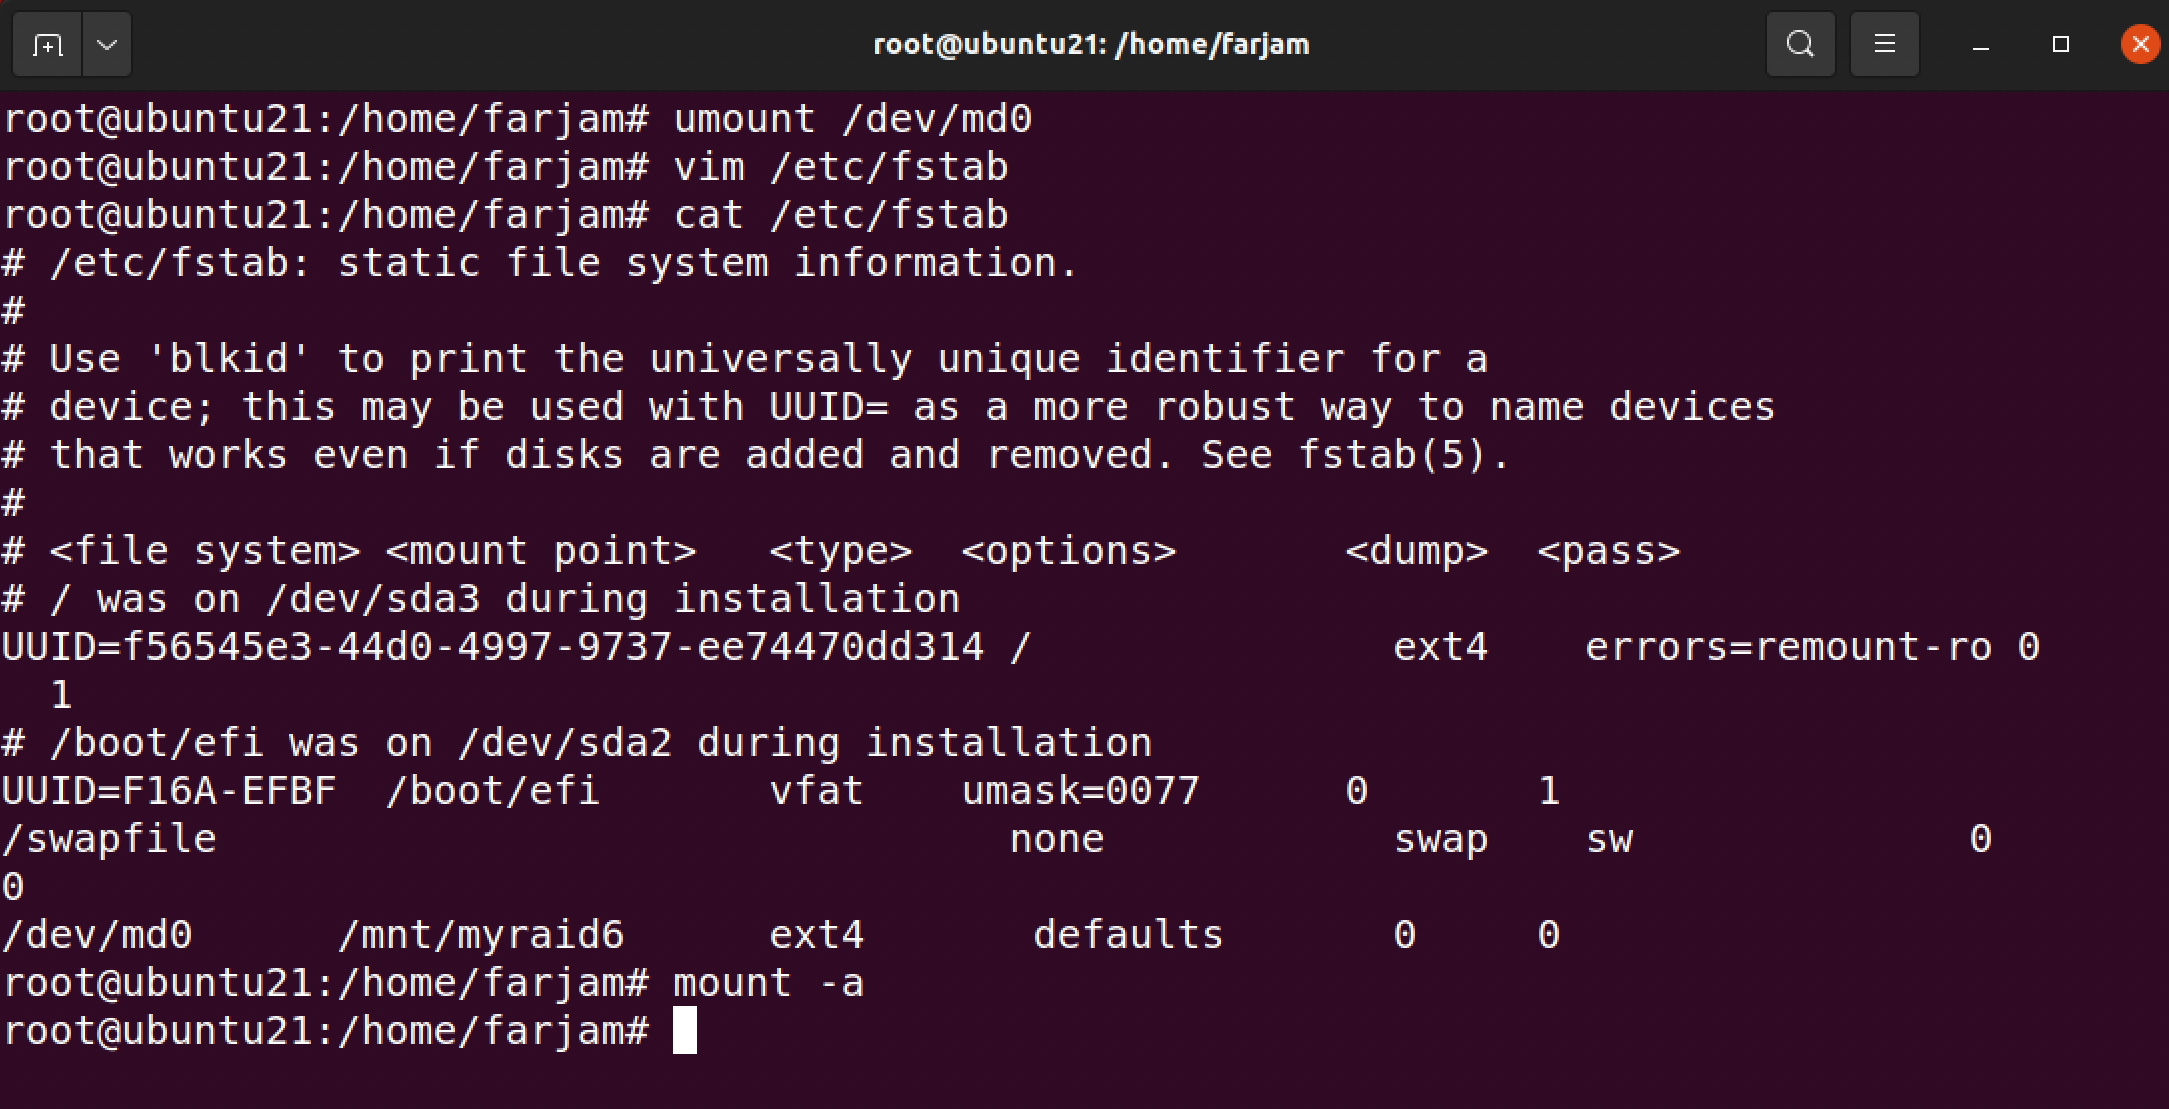 root@ubuntu21: /home/farjam
root@ubuntu21:/home/farjam# umount /dev/md0
root@ubuntu21:/home/farjam# vim /etc/fstab
root@ubuntu21:/home/farjam# cat /etc/fstab
# /etc/fstab: static file system information.
#
# Use 'blkid' to print the universally unique identifier for a
# device; this may be used with UUID= as a more robust way to name devices
# that works even if disks are added and removed. See fstab(5).
#
# <file system> <mount point>   <type>  <options>       <dump>  <pass>
# / was on /dev/sda3 during installation
UUID=f56545e3-44d0-4997-9737-ee74470dd314 /               ext4    errors=remount-ro 0
  1
# /boot/efi was on /dev/sda2 during installation
UUID=F16A-EFBF  /boot/efi       vfat    umask=0077      0       1
/swapfile                                 none            swap    sw              0
0
/dev/md0      /mnt/myraid6      ext4       defaults       0     0
root@ubuntu21:/home/farjam# mount -a
root@ubuntu21:/home/farjam#